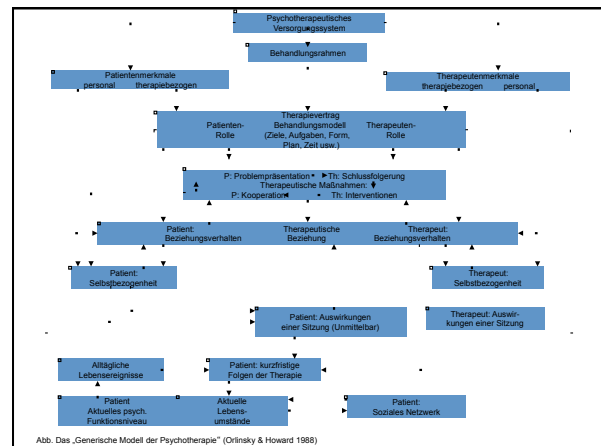 Psychotherapeutisches
Versorgungssystem
Behandlungsrahmen
Patientenmerkmale
personal therapiebezogen
Therapeutenmerkmale
therapiebezogen personal
Therapievertrag
Patienten- Behandlungsmodell Therapeuten-
Rolle (Ziele, Aufgaben, Form, Rolle
Plan, Zeit usw.)
P: Problempräsentation Th: Schlussfolgerung
Therapeutische Maßnahmen:
P: Kooperation Th: Interventionen
Patient: Therapeutische Therapeut:
Beziehungsverhalten Beziehung Beziehungsverhalten
Patient:
Selbstbezogenheit
Therapeut:
Selbstbezogenheit
Patient: Auswirkungen
einer Sitzung (Unmittelbar)
Therapeut: Auswir-
kungen einer Sitzung
Alltägliche
Lebensereignisse
Patient: kurzfristige
Folgen der Therapie
Patient
Aktuelles psych.
Funktionsniveau
Aktuelle
Lebens-
umstände
Patient:
Soziales Netzwerk
Abb. Das „Generische Modell der Psychotherapie" (Orlinsky & Howard 1988)